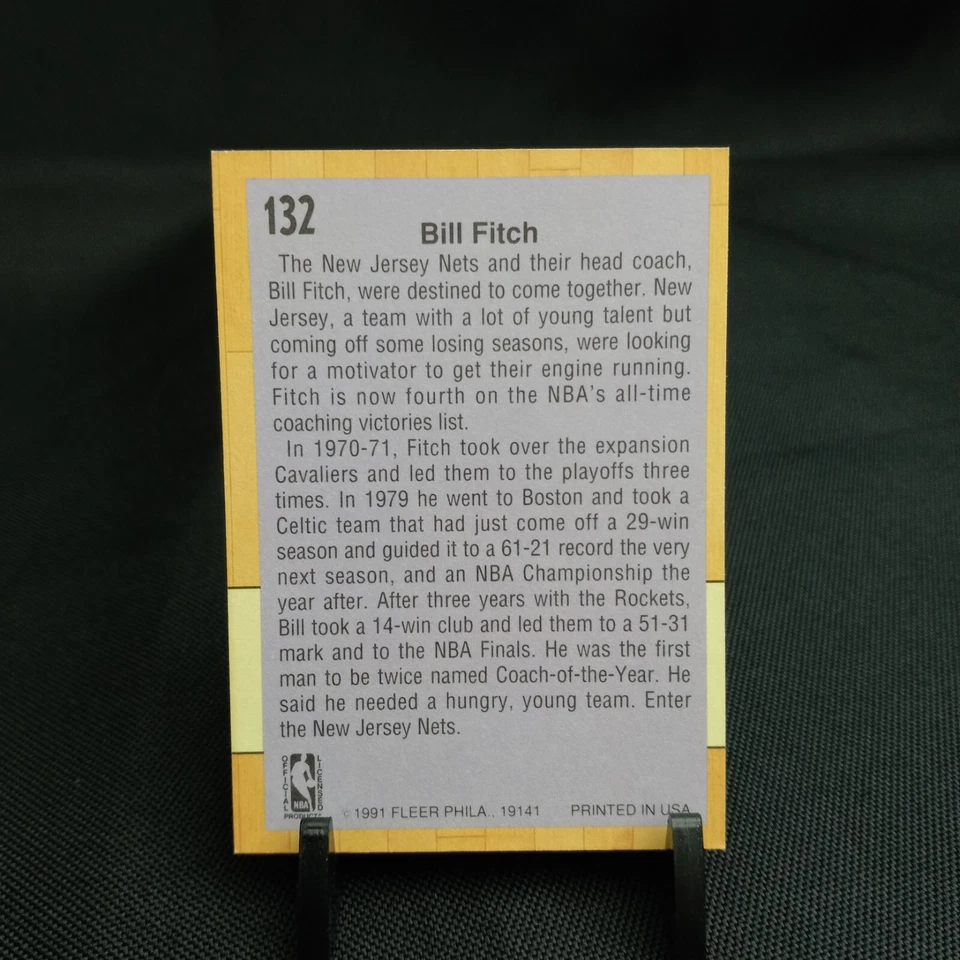 132
Bill Fitch
The New Jersey Nets and their head coach,
Bill Fitch, were destined to come together. New
Jersey, a team with a lot of young talent but
coming off some losing seasons, were looking
for a motivator to get their engine running.
Fitch is now fourth on the NBA's all-time
coaching victories list.
In 1970-71, Fitch took over the expansion
Cavaliers and led them to the playoffs three
times. In 1979 he went to Boston and took a
Celtic team that had just come off a 29-win
season and guided it to a 61-21 record the very
next season, and an NBA Championship the
year after. After three years with the Rockets,
Bill took a 14-win club and led them to a 51-31
mark and to the NBA Finals. He was the first
man to be twice named Coach-of-the-Year. He
said he needed a hungry, young team. Enter
the New Jersey Nets.
OFFICIAL LICENSED
NBA
PRODUCT
© 1991 FLEER PHILA., 19141 PRINTED IN USA